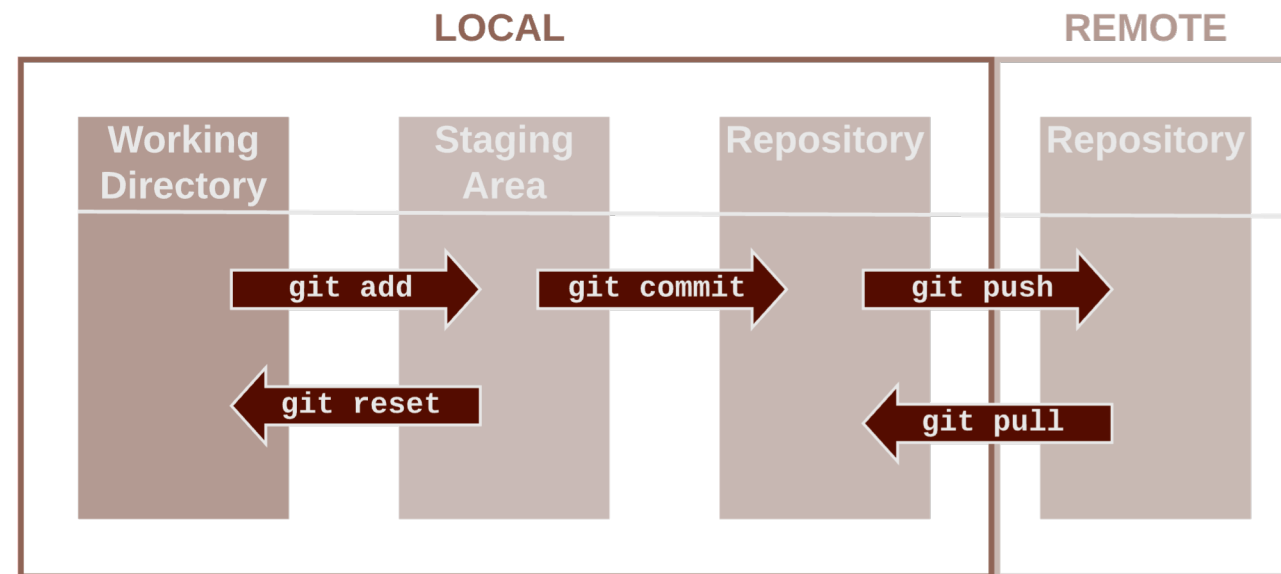 LOCAL
REMOTE
Working
Directory
Staging
Area
Repository
Repository
git add
git commit
git push
git reset
git pull